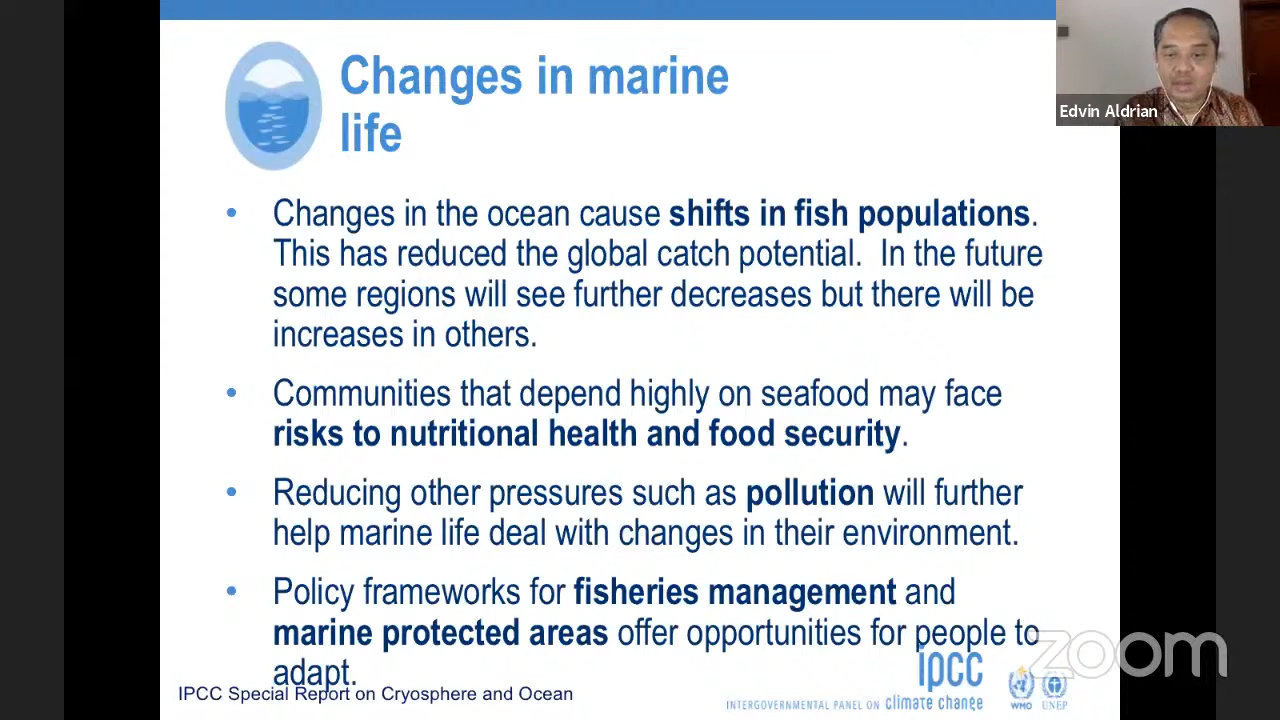 Changes in marine
life
Edvin Aldrian
• Changes in the ocean cause shifts in fish populations.
This has reduced the global catch potential.  In the future
some regions will see further decreases but there will be
increases in others.
• Communities that depend highly on seafood may face
risks to nutritional health and food security.
• Reducing other pressures such as pollution will further
help marine life deal with changes in their environment.
• Policy frameworks for fisheries management and
marine protected areas offer opportunities for people to
adapt.
IPCC Special Report on Cryosphere and Ocean
ipcc
INTERGOVERNMENTAL PANEL ON climate change
WMO
UNEP
zoom